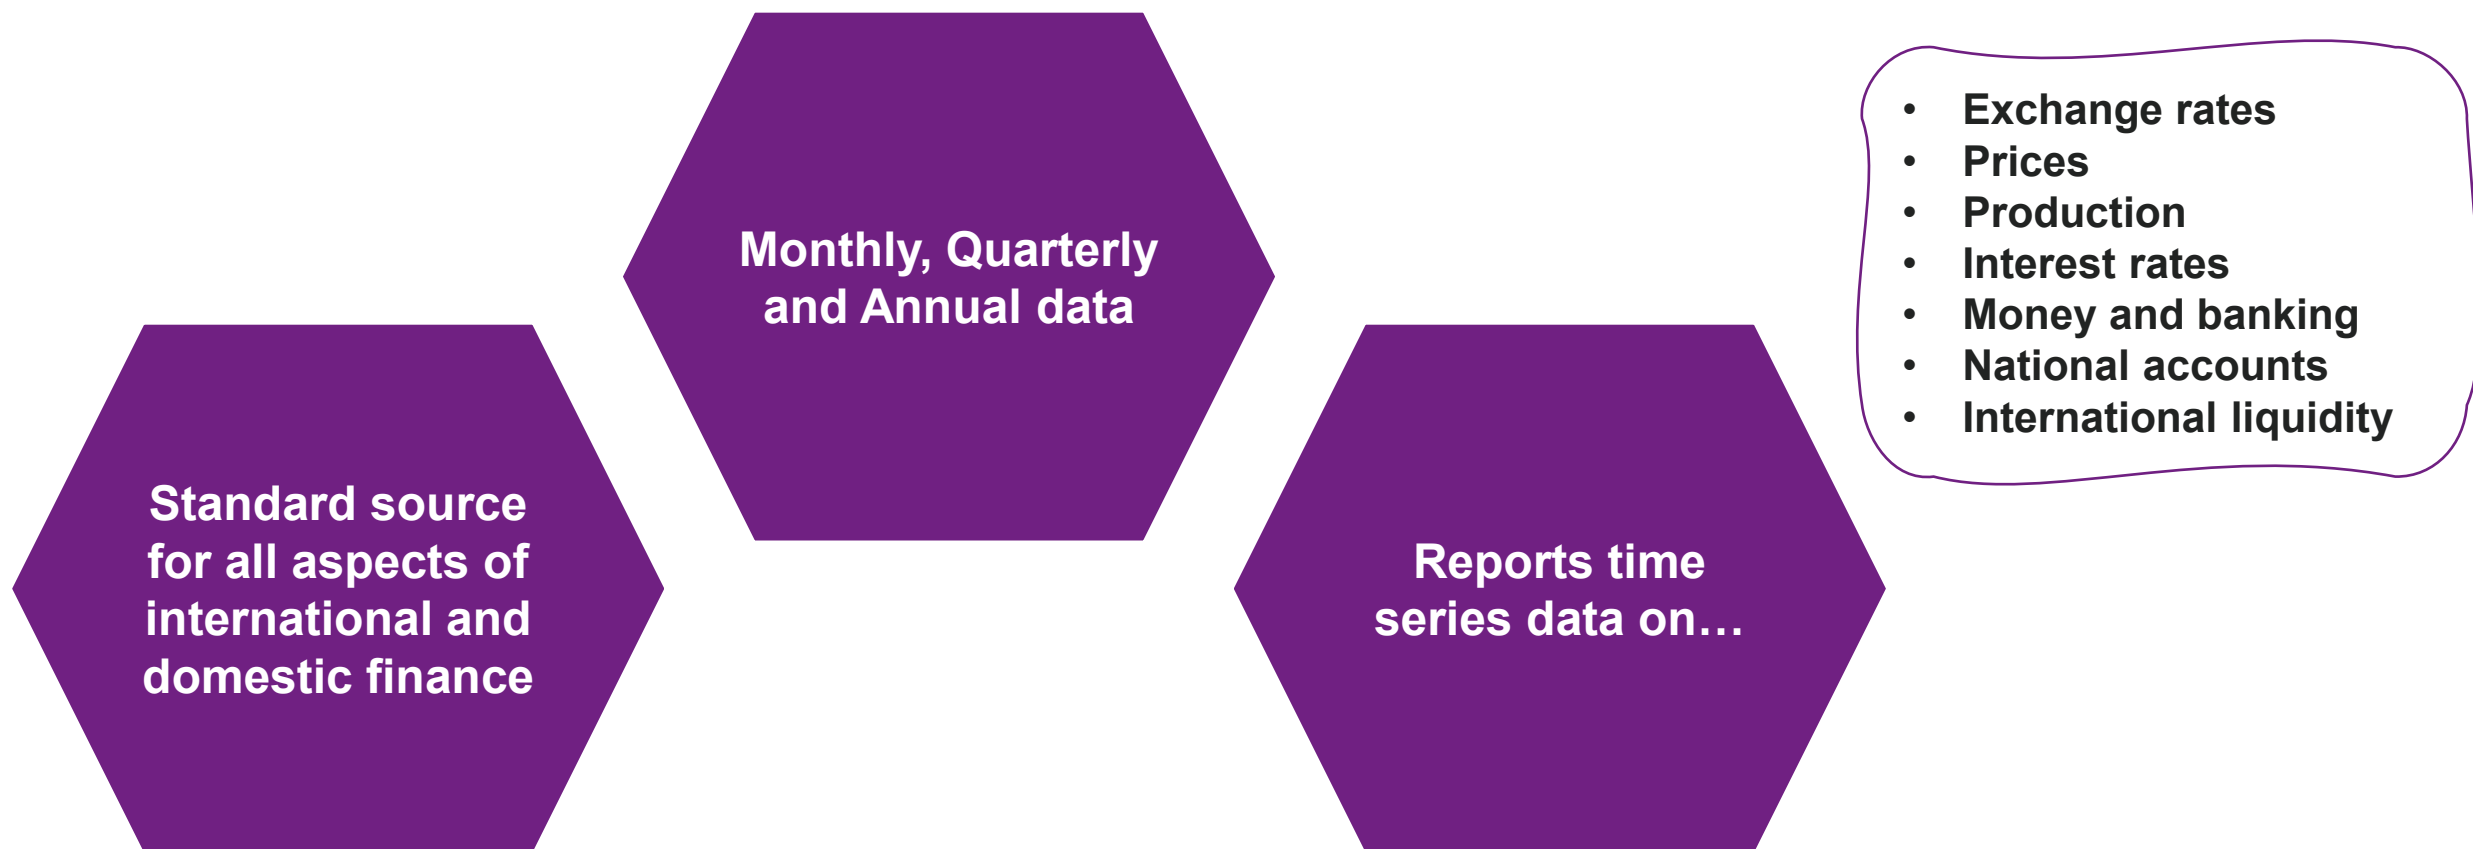 Standard source
for all aspects of
international and
domestic finance
Monthly, Quarterly
and Annual data
Reports time
series data on…
• Exchange rates
• Prices
• Production
• Interest rates
• Money and banking
• National accounts
• International liquidity